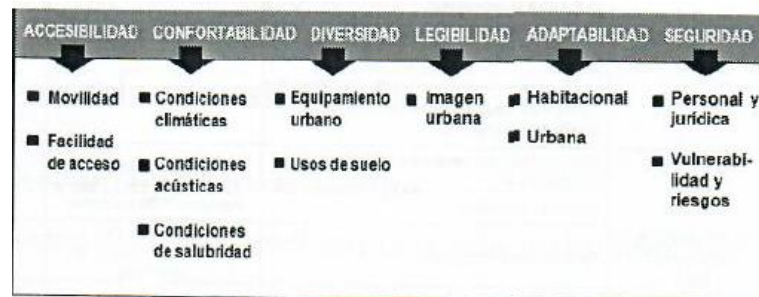 ACCESIBILIDAD CONFORTABILIDAD DIVERSIDAD LEGIBILIDAD ADAPTABILIDAD SEGURIDAD
Movilidad
Facilidad
de acceso
Condiciones
climáticas
Condiciones
acústicas
Condiciones
de salubridad
Equipamiento
urbano
Usos de suelo
Imagen
urbana
Habitacional
Urbana
Personal y
jurídica
Vulnerabi-
lidad y
riesgos